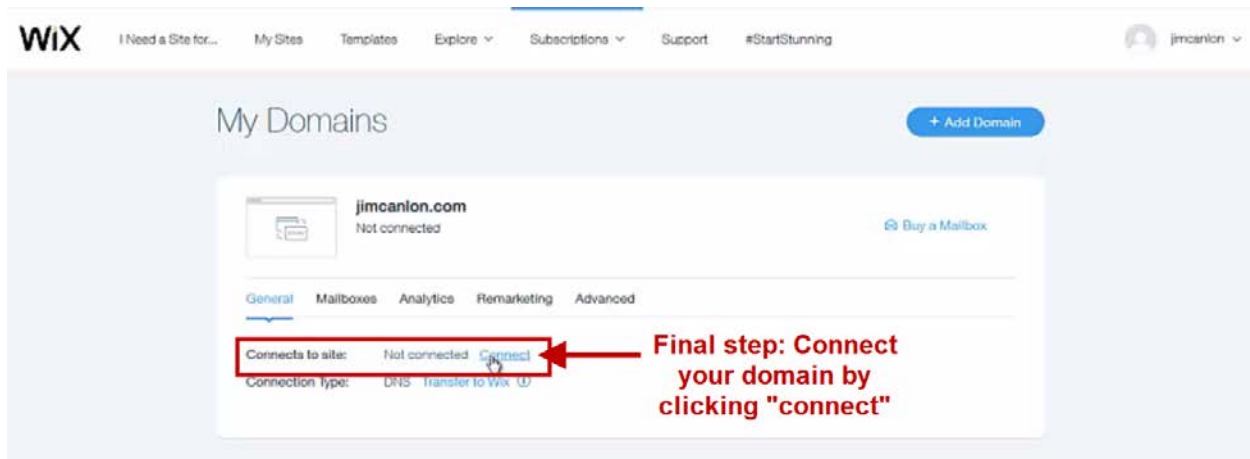 WiX I Need a Site for... My Sites Templates Explore Subscriptions Support #StartStunning jimcanlon
My Domains
+ Add Domain
jimcanlon.com
Not connected
Buy a Mailbox
General Mailboxes Analytics Remarketing Advanced
Connects to site: Not connected Connect
Connection Type: DNS Transfer to Wix
Final step: Connect
your domain by
clicking "connect"